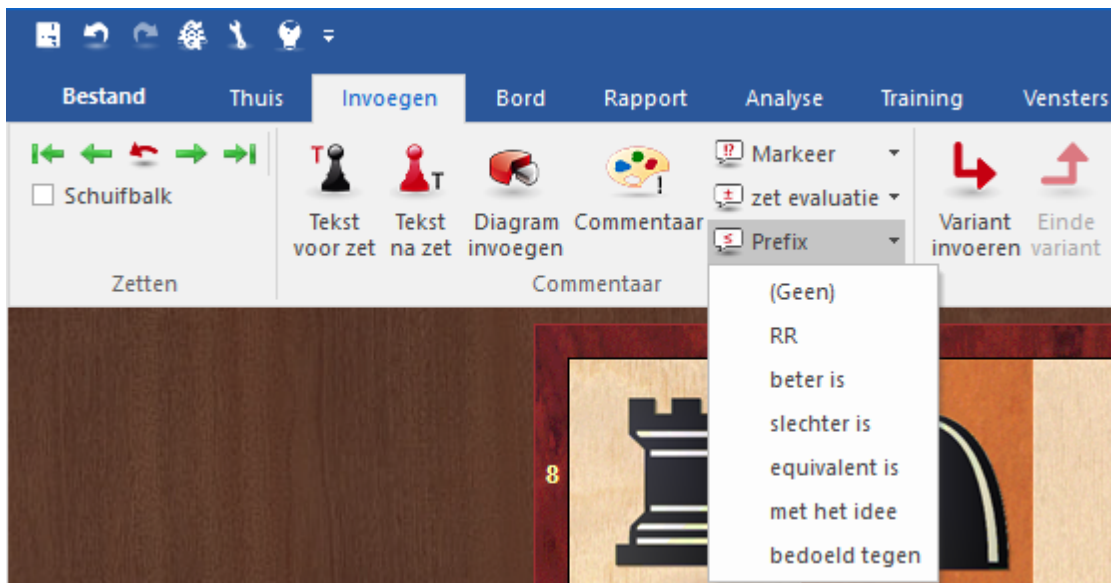 Bestand Thuis Invoegen Bord Rapport Analyse Training Vensters
Schuifbalk
Zetten
T
Tekst
voor zet
T
Tekst
na zet
Diagram
invoegen
!
Commentaar
!? Markeer
± zet evaluatie
≤ Prefix
Commentaar
Variant
invoeren
Einde
variant
(Geen)
RR
beter is
slechter is
equivalent is
met het idee
bedoeld tegen
8